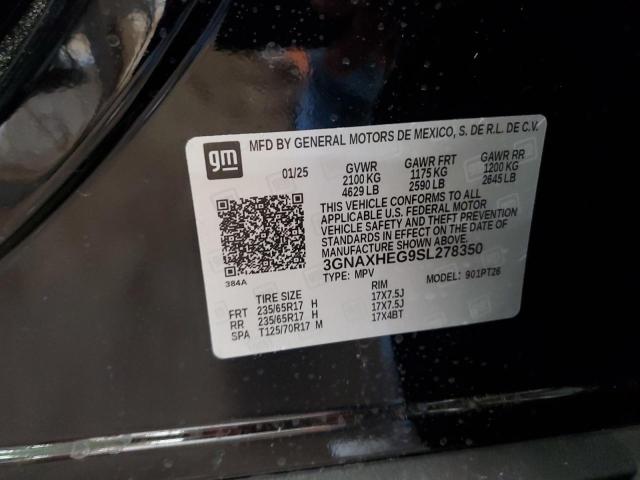 MFD BY GENERAL MOTORS DE MEXICO, S. DE R.L. DE C.V.
gm
01/25 GVWR GAWR FRT GAWR RR
2100 KG 1175 KG 1200 KG
4629 LB 2590 LB 2645 LB
THIS VEHICLE CONFORMS TO ALL
APPLICABLE U.S. FEDERAL MOTOR
VEHICLE SAFETY AND THEFT PREVENTION
STANDARDS IN EFFECT ON THE DATE OF
MANUFACTURE SHOWN ABOVE.
3GNAXHEG9SL278350
384A
TYPE: MPV MODEL: 901PT26
TIRE SIZE RIM
FRT 235/65R17 H 17X7.5J
RR 235/65R17 H 17X7.5J
SPA T125/70R17 M 17X4BT